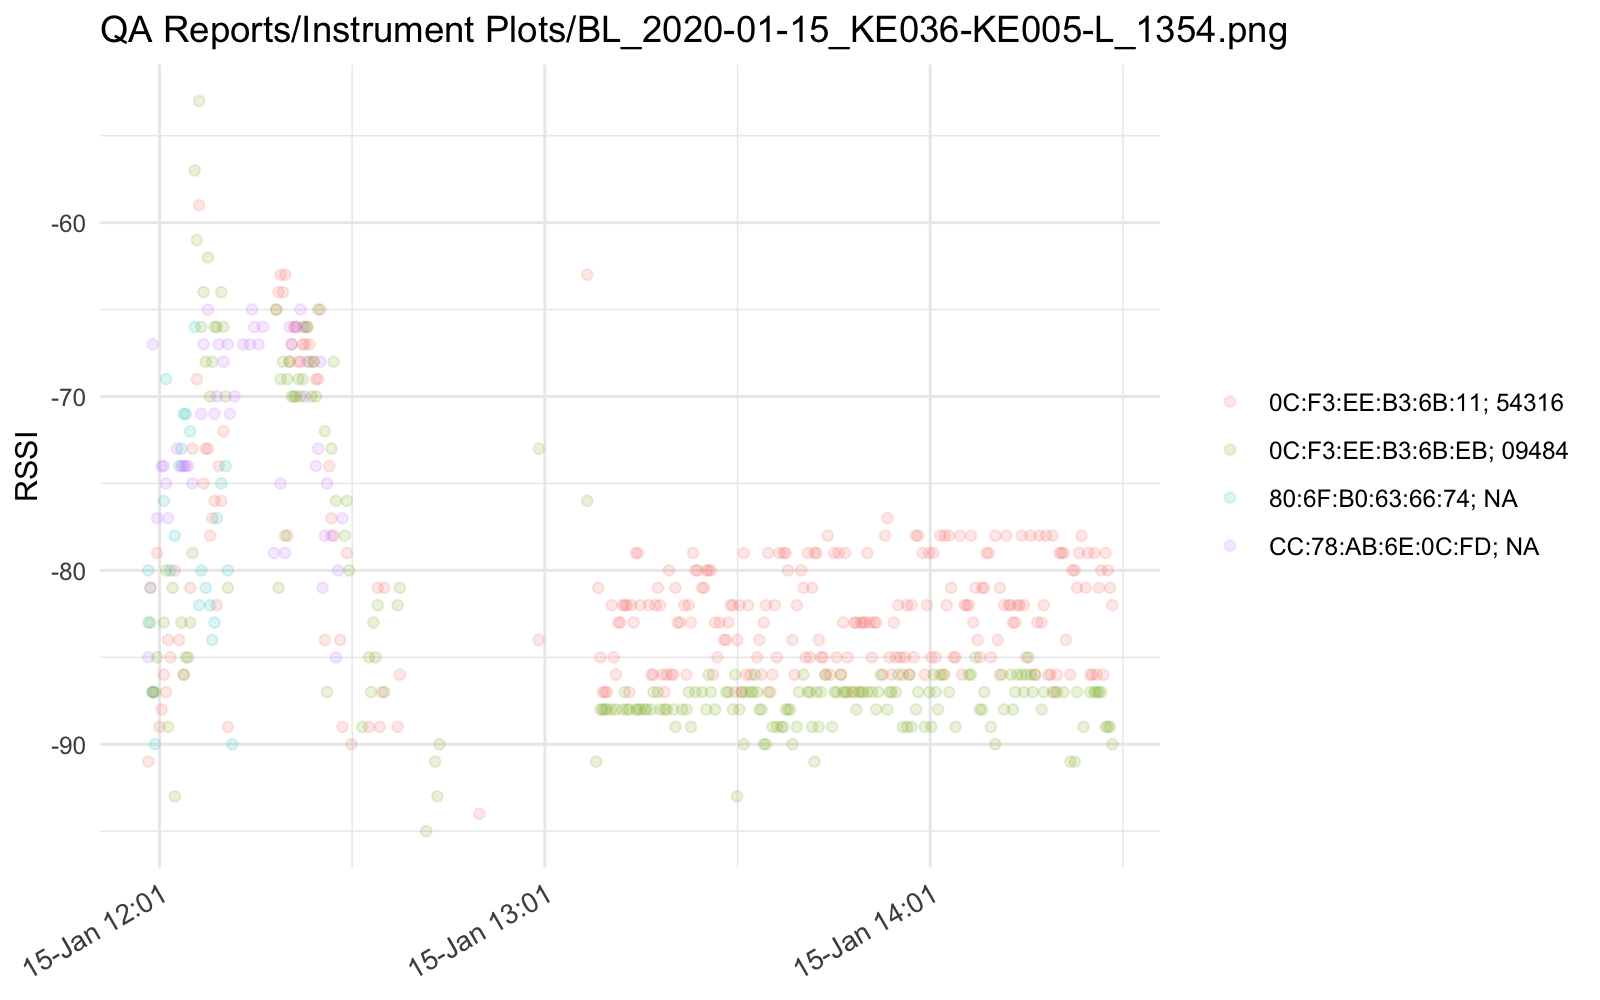 QA Reports/Instrument Plots/BL_2020-01-15_KE036-KE005-L_1354.png
RSSI
-60
-70
-80
-90
15-Jan 12:01
15-Jan 13:01
15-Jan 14:01
0C:F3:EE:B3:6B:11; 54316
0C:F3:EE:B3:6B:EB; 09484
80:6F:B0:63:66:74; NA
CC:78:AB:6E:0C:FD; NA